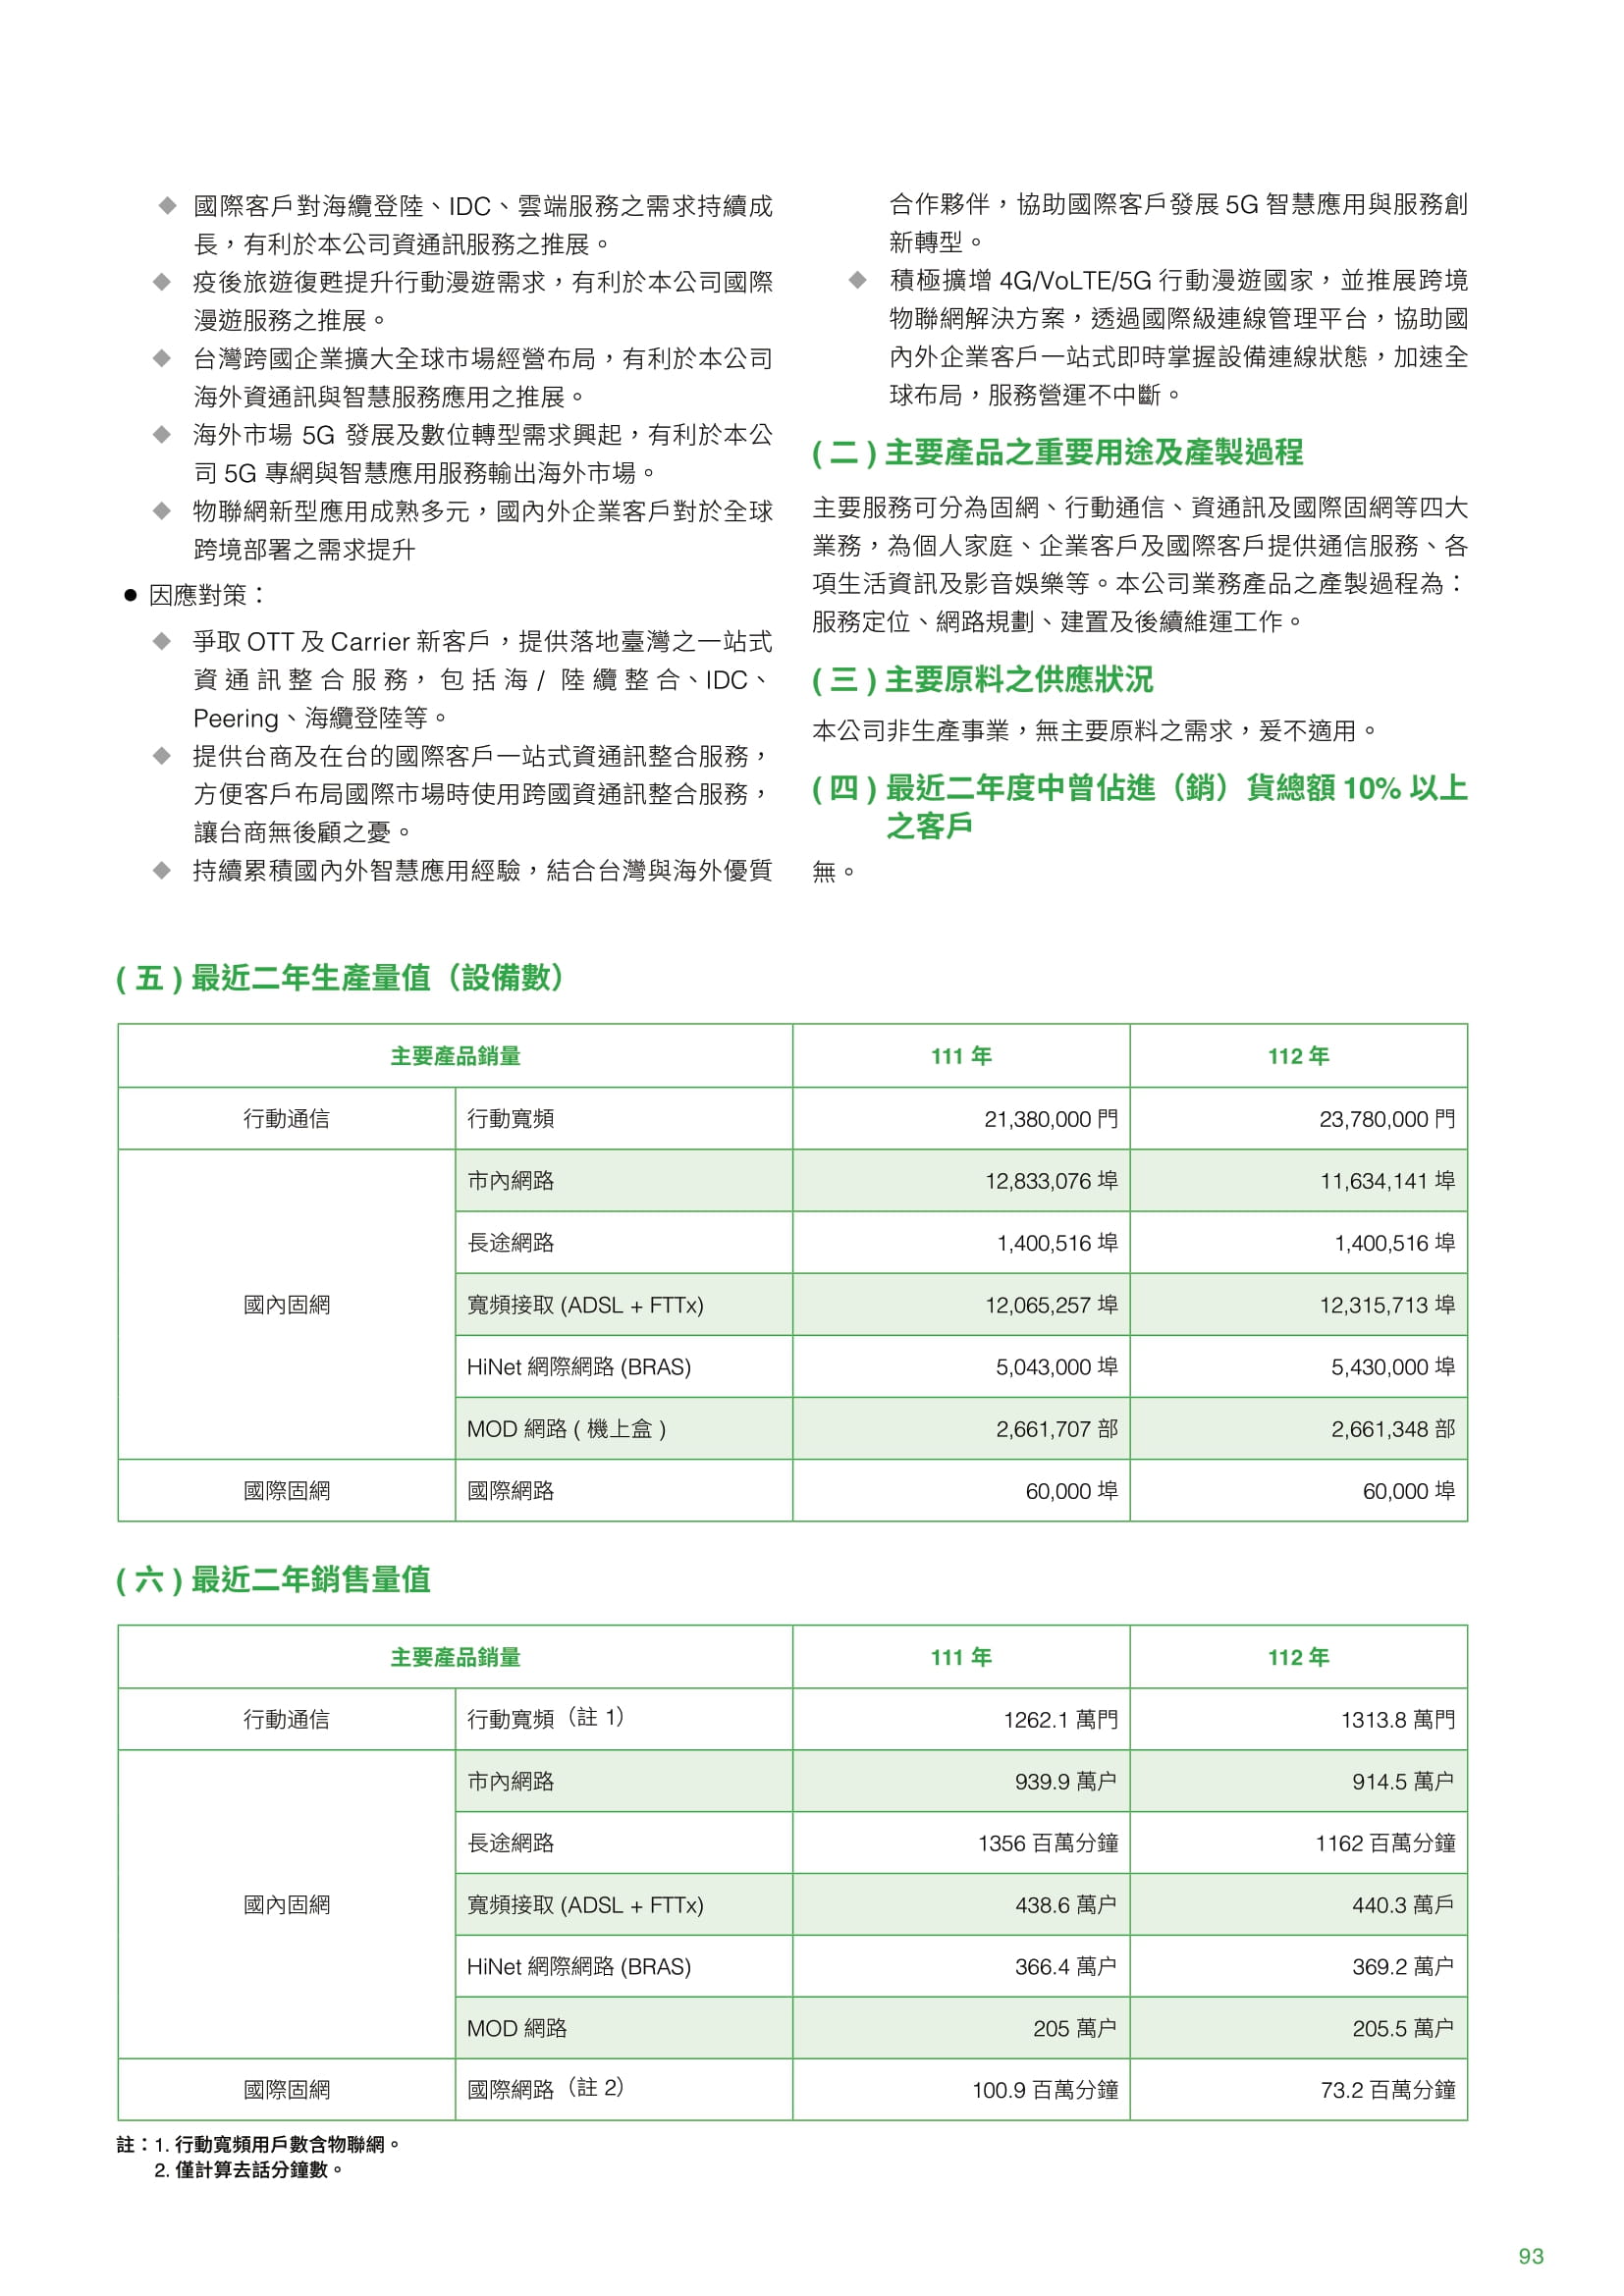 ◆ 國際客戶對海纜登陸、IDC、雲端服務之需求持續成
長，有利於本公司資通訊服務之推展。
◆ 疫後旅遊復甦提升行動漫遊需求，有利於本公司國際
漫遊服務之推展。
◆ 台灣跨國企業擴大全球市場經營布局，有利於本公司
海外資通訊與智慧服務應用之推展。
◆ 海外市場 5G 發展及數位轉型需求興起，有利於本公
司 5G 專網與智慧應用服務輸出海外市場。
◆ 物聯網新型應用成熟多元，國內外企業客戶對於全球
跨境部署之需求提升
● 因應對策：
◆ 爭取 OTT 及 Carrier 新客戶，提供落地臺灣之一站式
資通訊整合服務，包括海 / 陸纜整合、IDC、
Peering、海纜登陸等。
◆ 提供台商及在台的國際客戶一站式資通訊整合服務，
方便客戶布局國際市場時使用跨國資通訊整合服務，
讓台商無後顧之憂。
◆ 持續累積國內外智慧應用經驗，結合台灣與海外優質
合作夥伴，協助國際客戶發展 5G 智慧應用與服務創
新轉型。
◆ 積極擴增 4G/VoLTE/5G 行動漫遊國家，並推展跨境
物聯網解決方案，透過國際級連線管理平台，協助國
內外企業客戶一站式即時掌握設備連線狀態，加速全
球布局，服務營運不中斷。
( 二 ) 主要產品之重要用途及產製過程
主要服務可分為固網、行動通信、資通訊及國際固網等四大
業務，為個人家庭、企業客戶及國際客戶提供通信服務、各
項生活資訊及影音娛樂等。本公司業務產品之產製過程為：
服務定位、網路規劃、建置及後續維運工作。
( 三 ) 主要原料之供應狀況
本公司非生產事業，無主要原料之需求，爰不適用。
( 四 ) 最近二年度中曾佔進（銷）貨總額 10% 以上
之客戶
無。
( 五 ) 最近二年生產量值（設備數）
主要產品銷量 111 年 112 年
行動通信 行動寬頻 21,380,000 門 23,780,000 門
市內網路 12,833,076 埠 11,634,141 埠
長途網路 1,400,516 埠 1,400,516 埠
國內固網 寬頻接取 (ADSL + FTTx) 12,065,257 埠 12,315,713 埠
HiNet 網際網路 (BRAS) 5,043,000 埠 5,430,000 埠
MOD 網路 ( 機上盒 ) 2,661,707 部 2,661,348 部
國際固網 國際網路 60,000 埠 60,000 埠
( 六 ) 最近二年銷售量值
主要產品銷量 111 年 112 年
行動通信 行動寬頻（註 1） 1262.1 萬門 1313.8 萬門
市內網路 939.9 萬户 914.5 萬户
長途網路 1356 百萬分鐘 1162 百萬分鐘
國內固網 寬頻接取 (ADSL + FTTx) 438.6 萬户 440.3 萬戶
HiNet 網際網路 (BRAS) 366.4 萬户 369.2 萬户
MOD 網路 205 萬户 205.5 萬户
國際固網 國際網路（註 2） 100.9 百萬分鐘 73.2 百萬分鐘
註：1. 行動寬頻用戶數含物聯網。
2. 僅計算去話分鐘數。
93